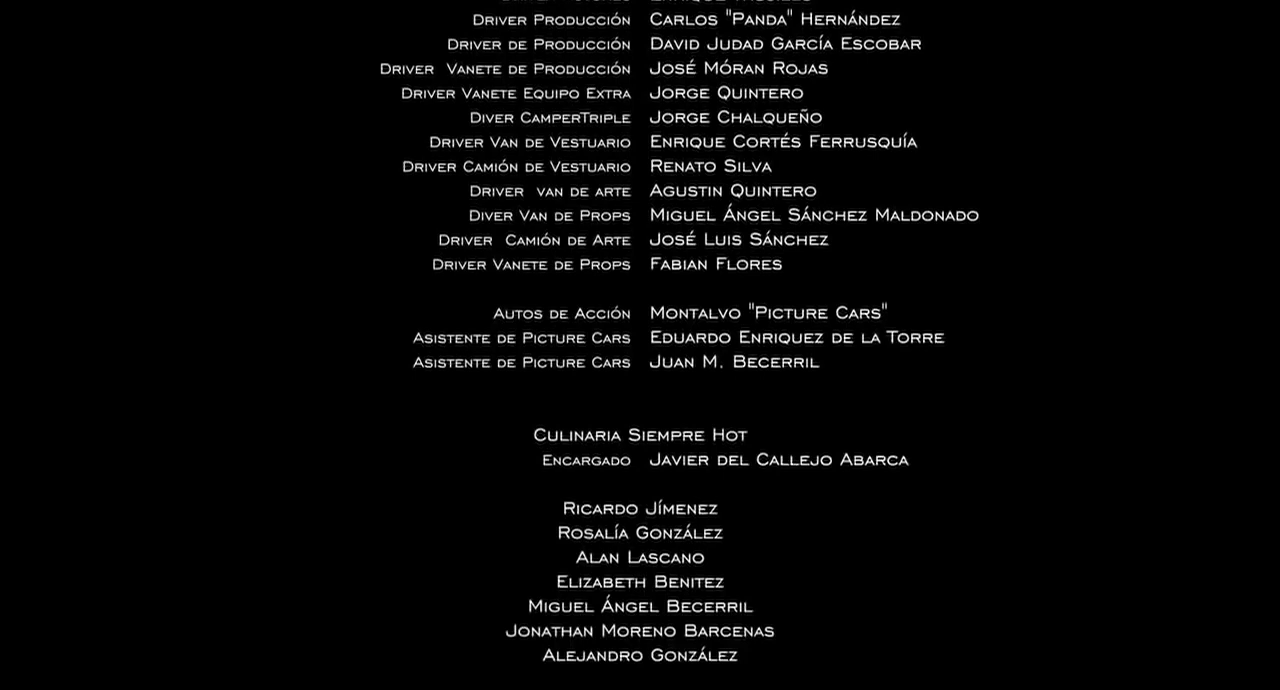 Driver Producción Carlos "Panda" Hernández
Driver de Producción David Judad García Escobar
Driver Vanete de Producción José Móran Rojas
Driver Vanete Equipo Extra Jorge Quintero
Diver CamperTriple Jorge Chalqueño
Driver Van de Vestuario Enrique Cortés Ferrusquía
Driver Camión de Vestuario Renato Silva
Driver van de arte Agustin Quintero
Diver Van de Props Miguel Ángel Sánchez Maldonado
Driver Camión de Arte José Luis Sánchez
Driver Vanete de Props Fabian Flores
Autos de Acción Montalvo "Picture Cars"
Asistente de Picture Cars Eduardo Enriquez de la Torre
Asistente de Picture Cars Juan M. Becerril
Culinaria Siempre Hot
Encargado Javier del Callejo Abarca
Ricardo Jímenez
Rosalía González
Alan Lascano
Elizabeth Benitez
Miguel Ángel Becerril
Jonathan Moreno Barcenas
Alejandro González